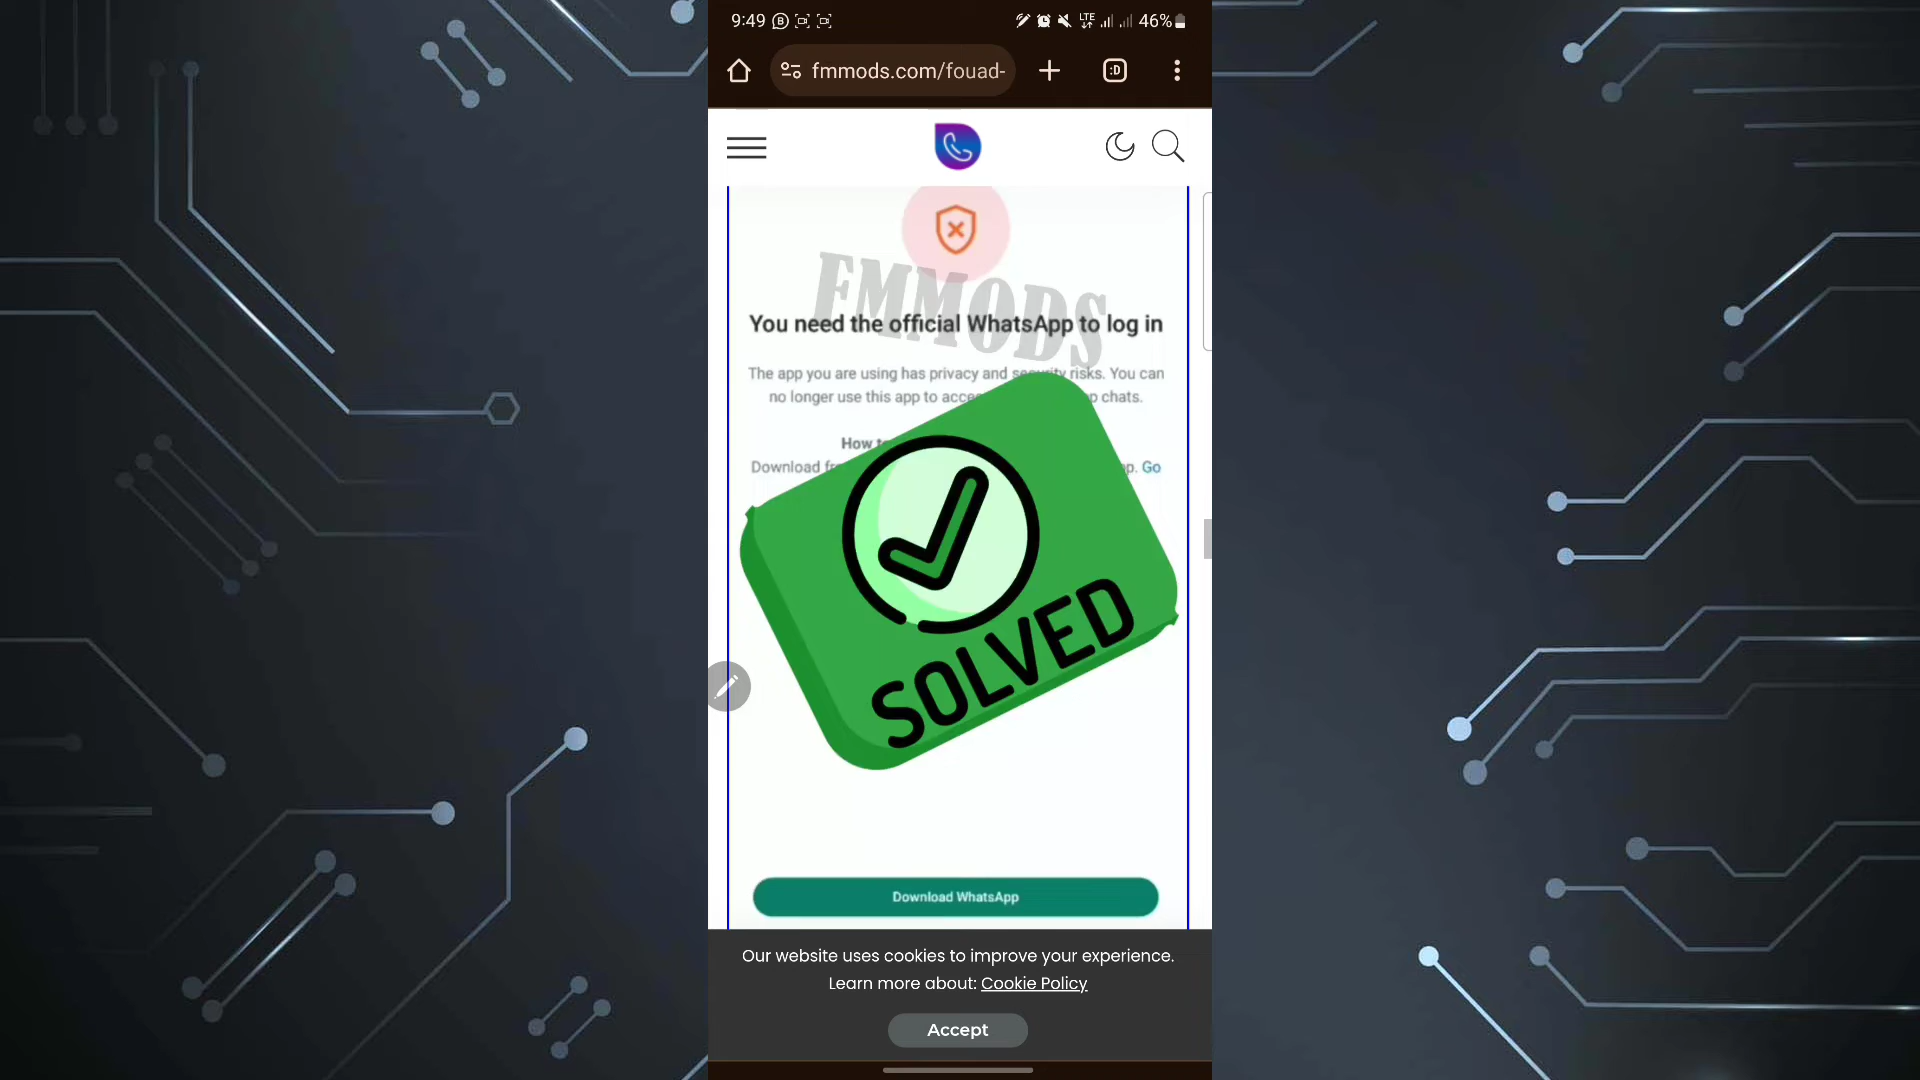 9:49
LTE
46%
fmmods.com/fouad-
:D
FMMODS
You need the official WhatsApp to log in
The app you are using has privacy and security risks. You can
no longer use this app to chats.
How
Download Go
SOLVED
Download WhatsApp
Our website uses cookies to improve your experience.
Learn more about: Cookie Policy
Accept